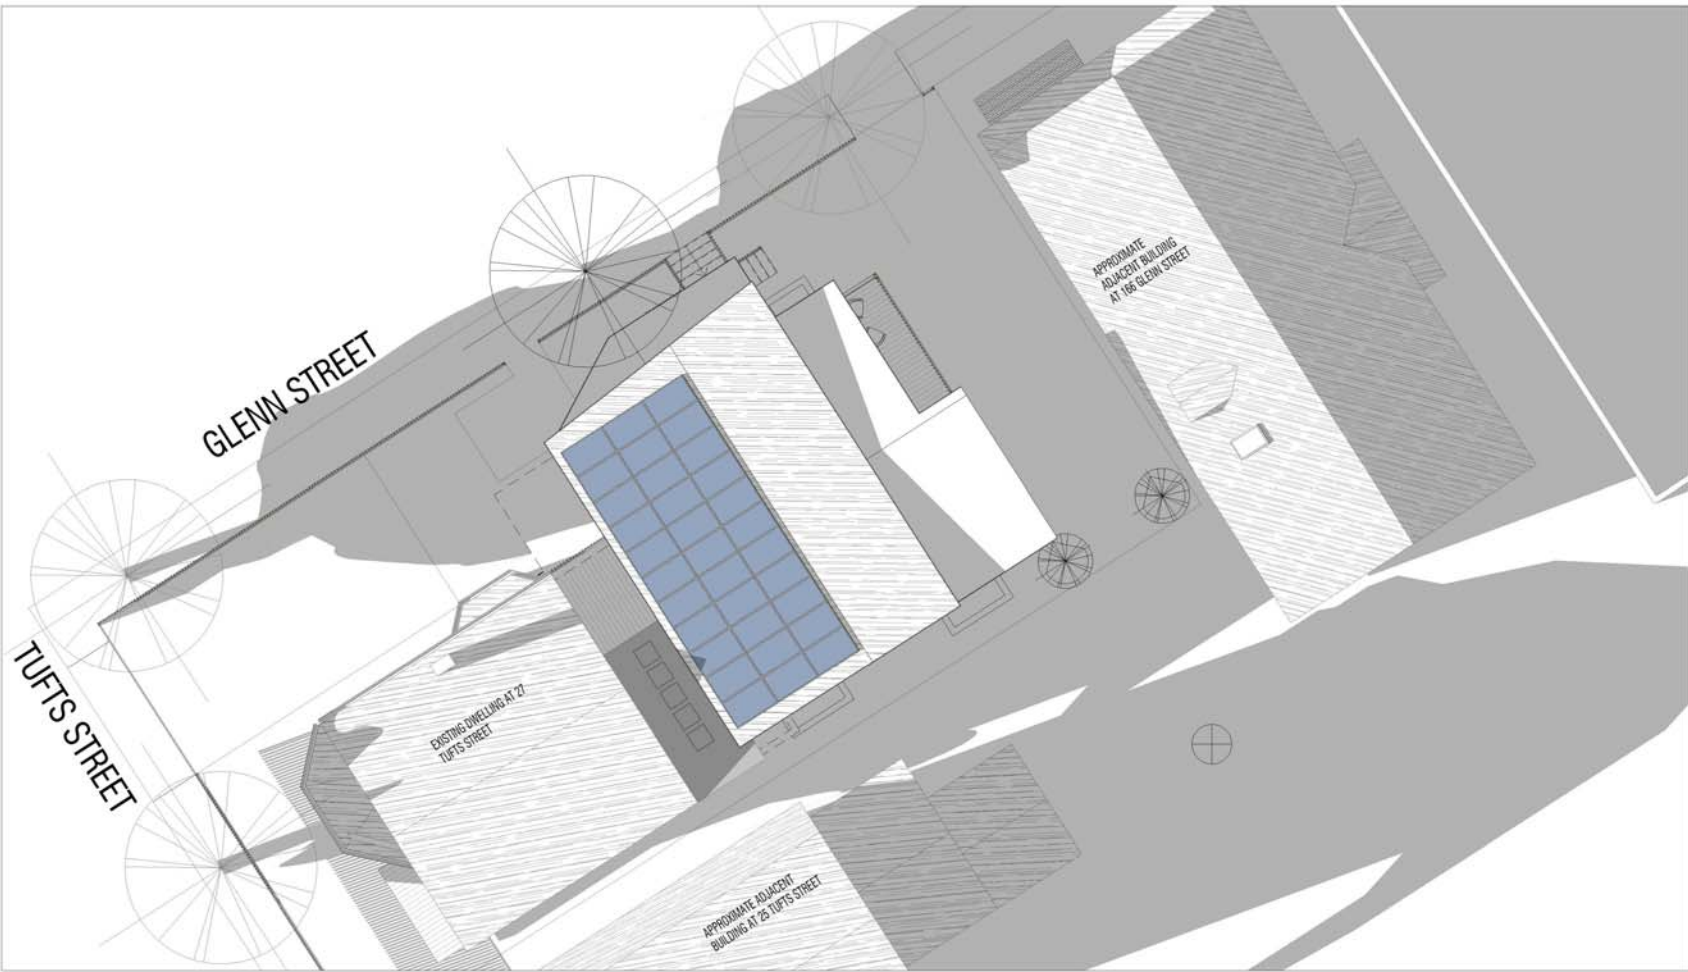 GLENN STREET
TUFTS STREET
APPROXIMATE
ADJACENT BUILDING
AT 166 GLENN STREET
EXISTING DWELLING AT 27
TUFTS STREET
APPROXIMATE ADJACENT
BUILDING AT 25 TUFTS STREET